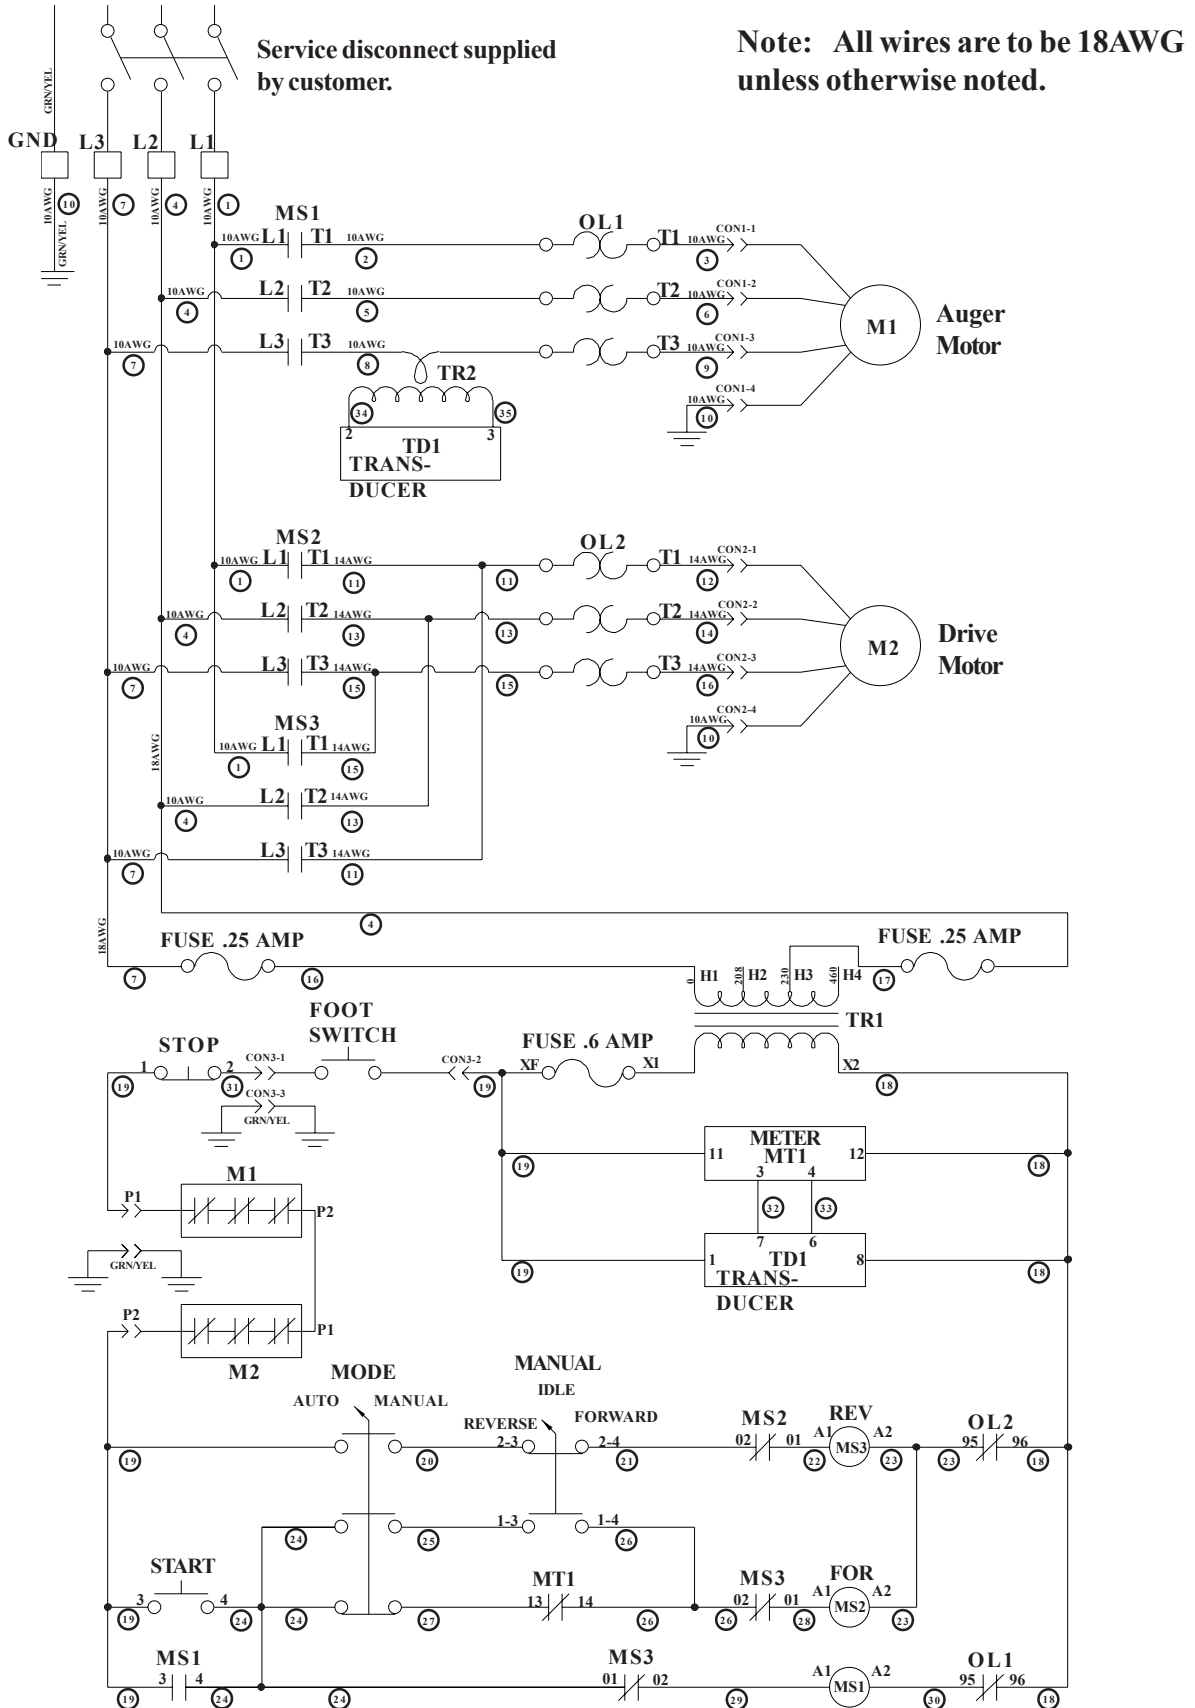 Service disconnect supplied
by customer.
Note: All wires are to be 18AWG
unless otherwise noted.
GRN/YEL
GND L3 L2 L1
10AWG 10 10AWG 7 10AWG 4 10AWG 1
GRN/YEL
MS1 OL1
10AWG L1 T1 10AWG T1 10AWG CON1-1
1 2 3
10AWG L2 T2 10AWG T2 10AWG CON1-2
4 5 6
10AWG L3 T3 10AWG T3 10AWG CON1-3
7 8 9
M1
Auger
Motor
TR2
10AWG CON1-4
10
34 35
2 3
TD1
TRANS-
DUCER
MS2 OL2
10AWG L1 T1 14AWG T1 14AWG CON2-1
1 11 11 12
10AWG L2 T2 14AWG T2 14AWG CON2-2
4 13 13 14
10AWG L3 T3 14AWG T3 14AWG CON2-3
7 15 15 16
M2
Drive
Motor
10AWG CON2-4
10
MS3
18AWG
10AWG L1 T1 14AWG
1 15
10AWG L2 T2 14AWG
4 13
10AWG L3 T3 14AWG
7 11
4
18AWG
FUSE .25 AMP FUSE .25 AMP
7 16 17
0 H1 208 H2 230 H3 460 H4
TR1
FOOT
SWITCH
STOP
FUSE .6 AMP
1 2 CON3-1 CON3-2 XF X1 X2
19 31 19 18
CON3-3
GRN/YEL
METER
MT1
11 12
3 4
19 18
32 33
7 6
1 8
TD1
TRANS-
DUCER
19 18
M1
P1 P2
GRN/YEL
P2 P1
M2
MODE
AUTO MANUAL
MANUAL
IDLE
REVERSE FORWARD
2-3 2-4
MS2
02 01
REV
A1 MS3 A2
OL2
95 96
19 20 21 22 23 23 18
1-3 1-4
24 25 26
START
3 4
MT1
13 14
MS3
02 01
FOR
A1 MS2 A2
19 24 24 27 26 26 28 23
MS1
3 4
MS3
01 02
A1 MS1 A2
OL1
95 96
19 24 24 29 30 18